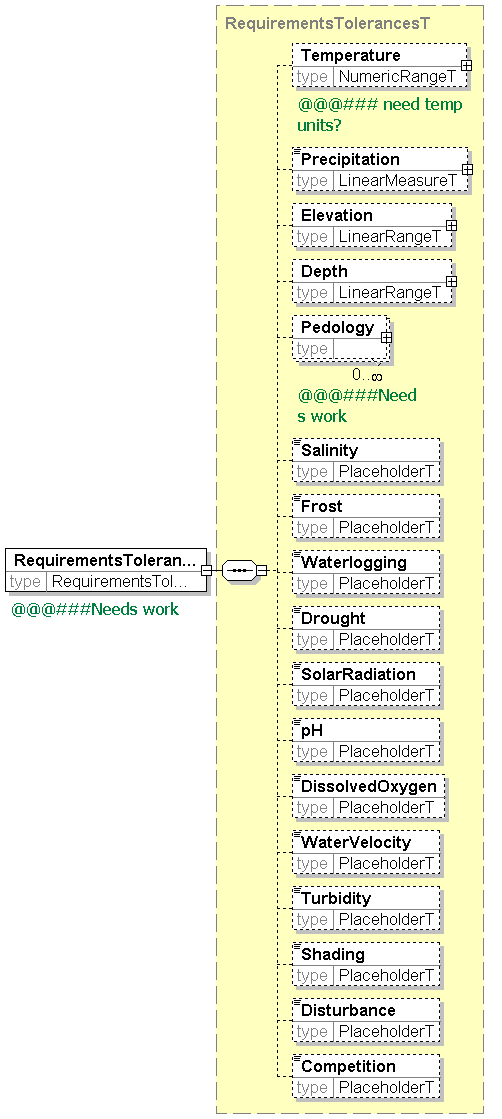 RequirementsTolerancesT
Temperature
type NumericRangeT
@@@### need temp
units?
Precipitation
type LinearMeasureT
Elevation
type LinearRangeT
Depth
type LinearRangeT
Pedology
type
0..∞
@@@###Need
s work
Salinity
type PlaceholderT
Frost
type PlaceholderT
Waterlogging
type PlaceholderT
Drought
type PlaceholderT
RequirementsToleran...
type RequirementsTol...
@@@###Needs work
SolarRadiation
type PlaceholderT
pH
type PlaceholderT
DissolvedOxygen
type PlaceholderT
WaterVelocity
type PlaceholderT
Turbidity
type PlaceholderT
Shading
type PlaceholderT
Disturbance
type PlaceholderT
Competition
type PlaceholderT